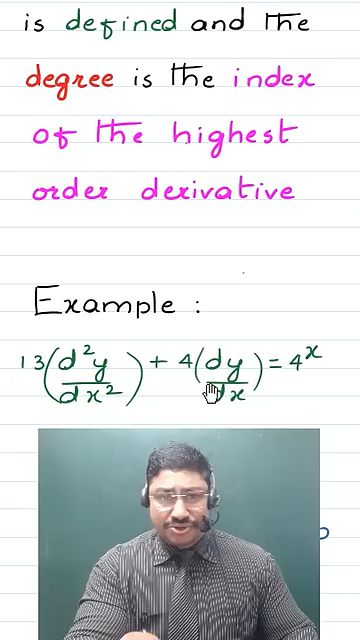 is defined and the
degree is the index
of the highest
order derivative
Example :
13(d²y/dx²) + 4(dy/dx) = 4ˣ